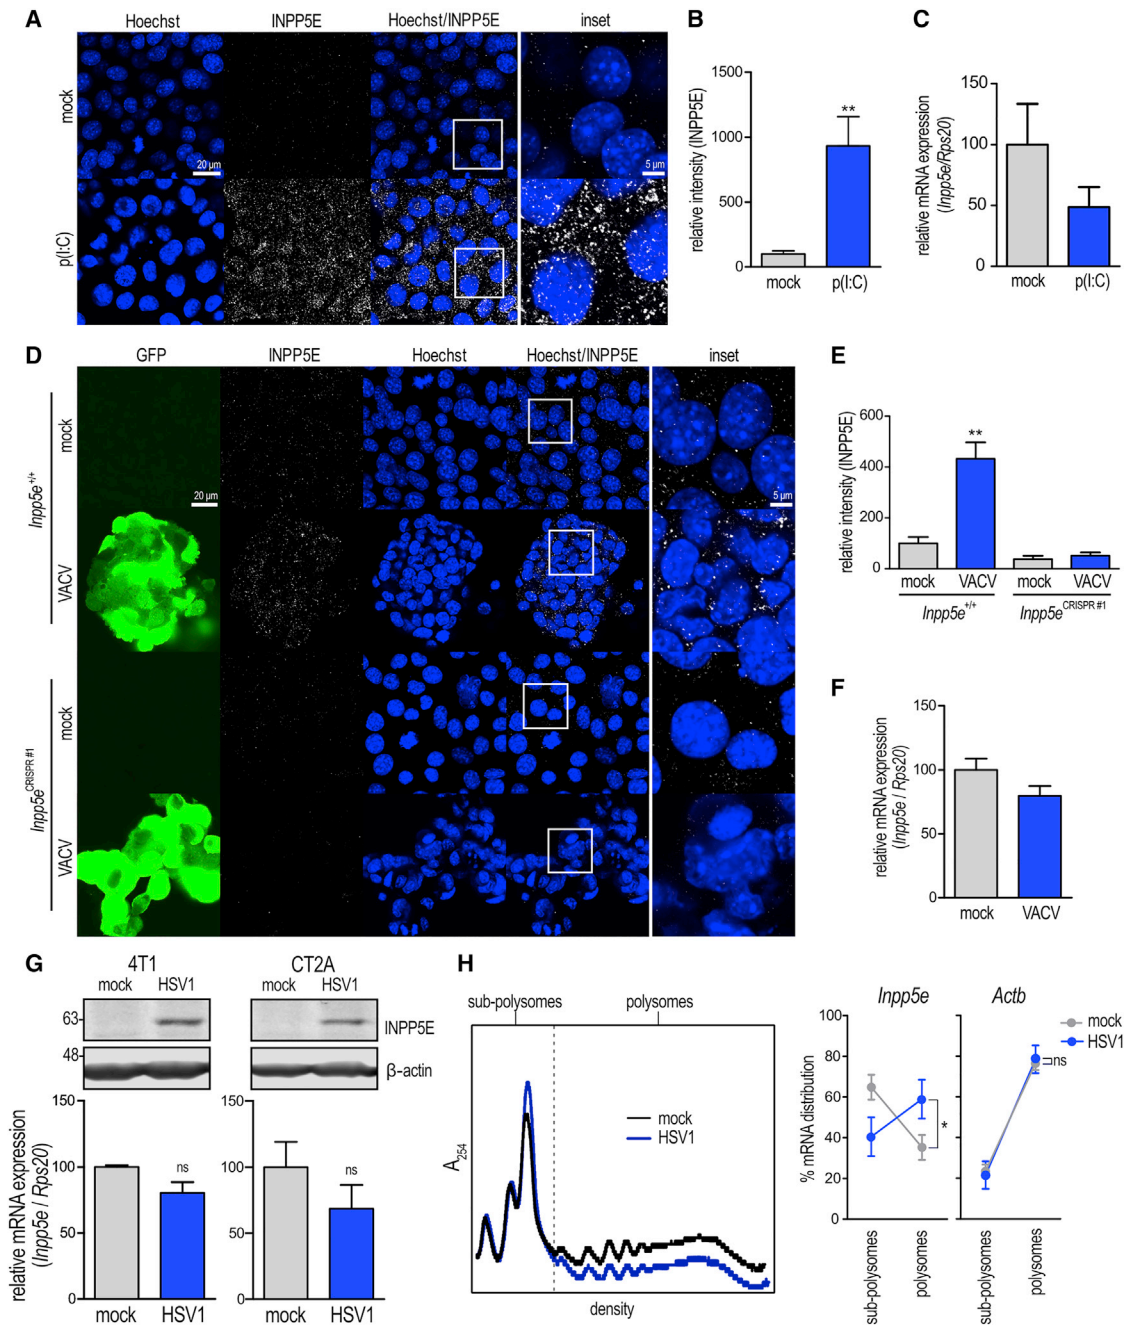 A
Hoechst INPP5E Hoechst/INPP5E inset
mock
20 µm
5 µm
p(I:C)
B
relative intensity (INPP5E)
1500
1000
500
0
**
mock p(I:C)
C
relative mRNA expression
(Inpp5e/Rps20)
150
100
50
0
mock p(I:C)
D
GFP INPP5E Hoechst Hoechst/INPP5E inset
Inpp5e+/+
mock
20 µm
5 µm
VACV
Inpp5eCRISPR #1
mock
VACV
E
relative intensity (INPP5E)
600
400
200
0
**
mock VACV mock VACV
Inpp5e+/+ Inpp5eCRISPR #1
F
relative mRNA expression
(Inpp5e / Rps20)
150
100
50
0
mock VACV
G
4T1 CT2A
mock HSV1 mock HSV1
63
INPP5E
48
β-actin
relative mRNA expression
(Inpp5e / Rps20)
150
100
50
0
ns
mock HSV1
150
100
50
0
ns
mock HSV1
H
sub-polysomes polysomes
A254
mock
HSV1
density
Inpp5e Actb
mock
HSV1
% mRNA distribution
100
80
60
40
20
0
*
ns
sub-polysomes
polysomes
sub-polysomes
polysomes